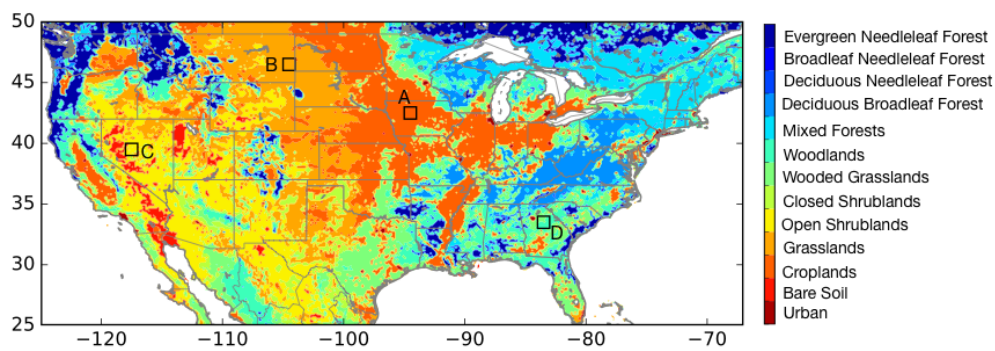 50
45
40
35
30
25
−120
−110
−100
−90
−80
−70
A
B
C
D
Evergreen Needleleaf Forest
Broadleaf Needleleaf Forest
Deciduous Needleleaf Forest
Deciduous Broadleaf Forest
Mixed Forests
Woodlands
Wooded Grasslands
Closed Shrublands
Open Shrublands
Grasslands
Croplands
Bare Soil
Urban